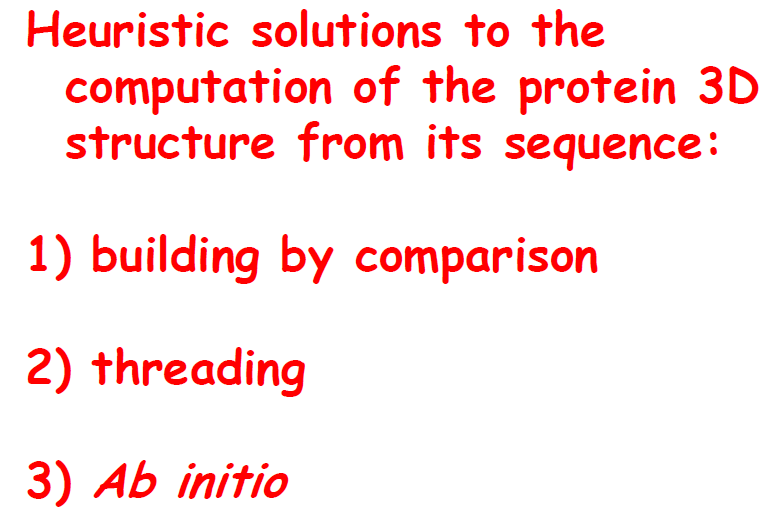 Heuristic solutions to the
computation of the protein 3D
structure from its sequence:
1) building by comparison
2) threading
3) Ab initio